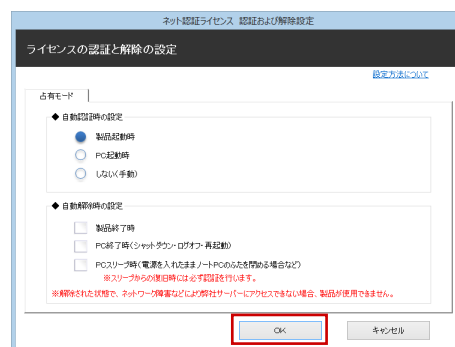 ネット認証ライセンス 認証および解除設定
ライセンスの認証と解除の設定
設定方法について
占有モード
◆ 自動認証時の設定
製品起動時
PC起動時
しない(手動)
◆ 自動解除時の設定
製品終了時
PC終了時(シャットダウン・ログオフ・再起動)
PCスリープ時(電源を入れたままノートPCのふたを閉める場合など)
※スリープからの復旧時には必ず認証を行います。
※解除された状態で、ネットワーク障害などにより弊社サーバーにアクセスできない場合、製品が使用できません。
OK
キャンセル